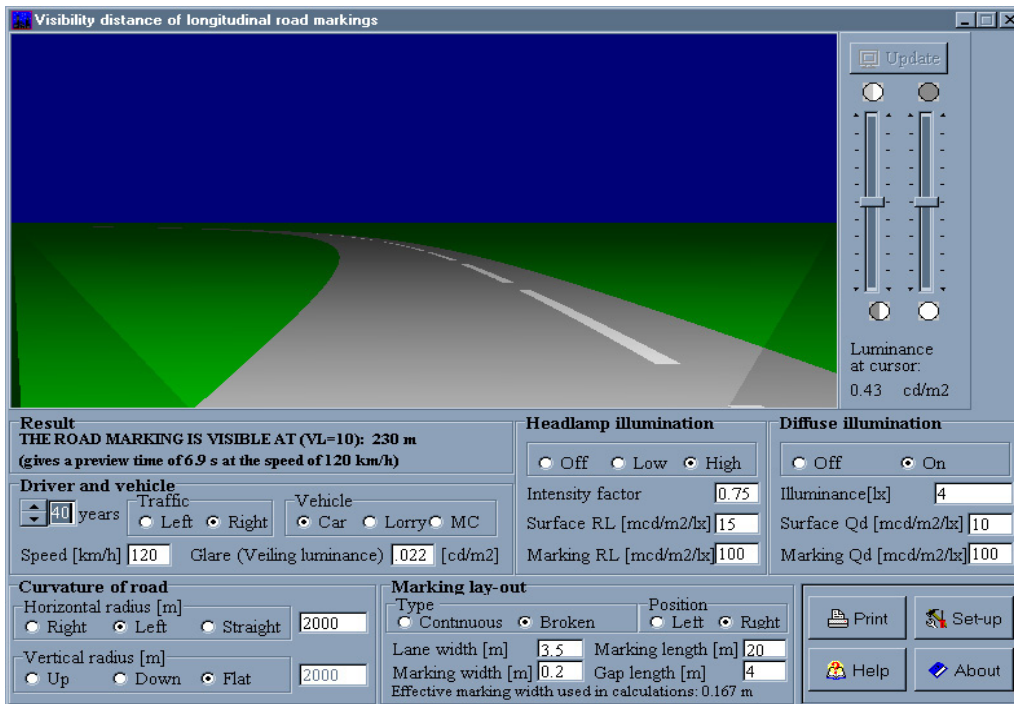 Visibility distance of longitudinal road markings
Update
Luminance
at cursor:
0.43 cd/m2
Result
THE ROAD MARKING IS VISIBLE AT (VL=10): 230 m
(gives a preview time of 6.9 s at the speed of 120 km/h)
Driver and vehicle
40 years
Traffic
Left Right
Vehicle
Car Lorry MC
Speed [km/h] 120 Glare (Veiling luminance) .022 [cd/m2]
Headlamp illumination
Off Low High
Intensity factor 0.75
Surface RL [mcd/m2/lx] 15
Marking RL [mcd/m2/lx] 100
Diffuse illumination
Off On
Illuminance[lx] 4
Surface Qd [mcd/m2/lx] 10
Marking Qd [mcd/m2/lx] 100
Curvature of road
Horizontal radius [m]
Right Left Straight 2000
Vertical radius [m]
Up Down Flat 2000
Marking lay-out
Type
Continuous Broken
Position
Left Right
Lane width [m] 3.5 Marking length [m] 20
Marking width [m] 0.2 Gap length [m] 4
Effective marking width used in calculations: 0.167 m
Print Set-up
Help About